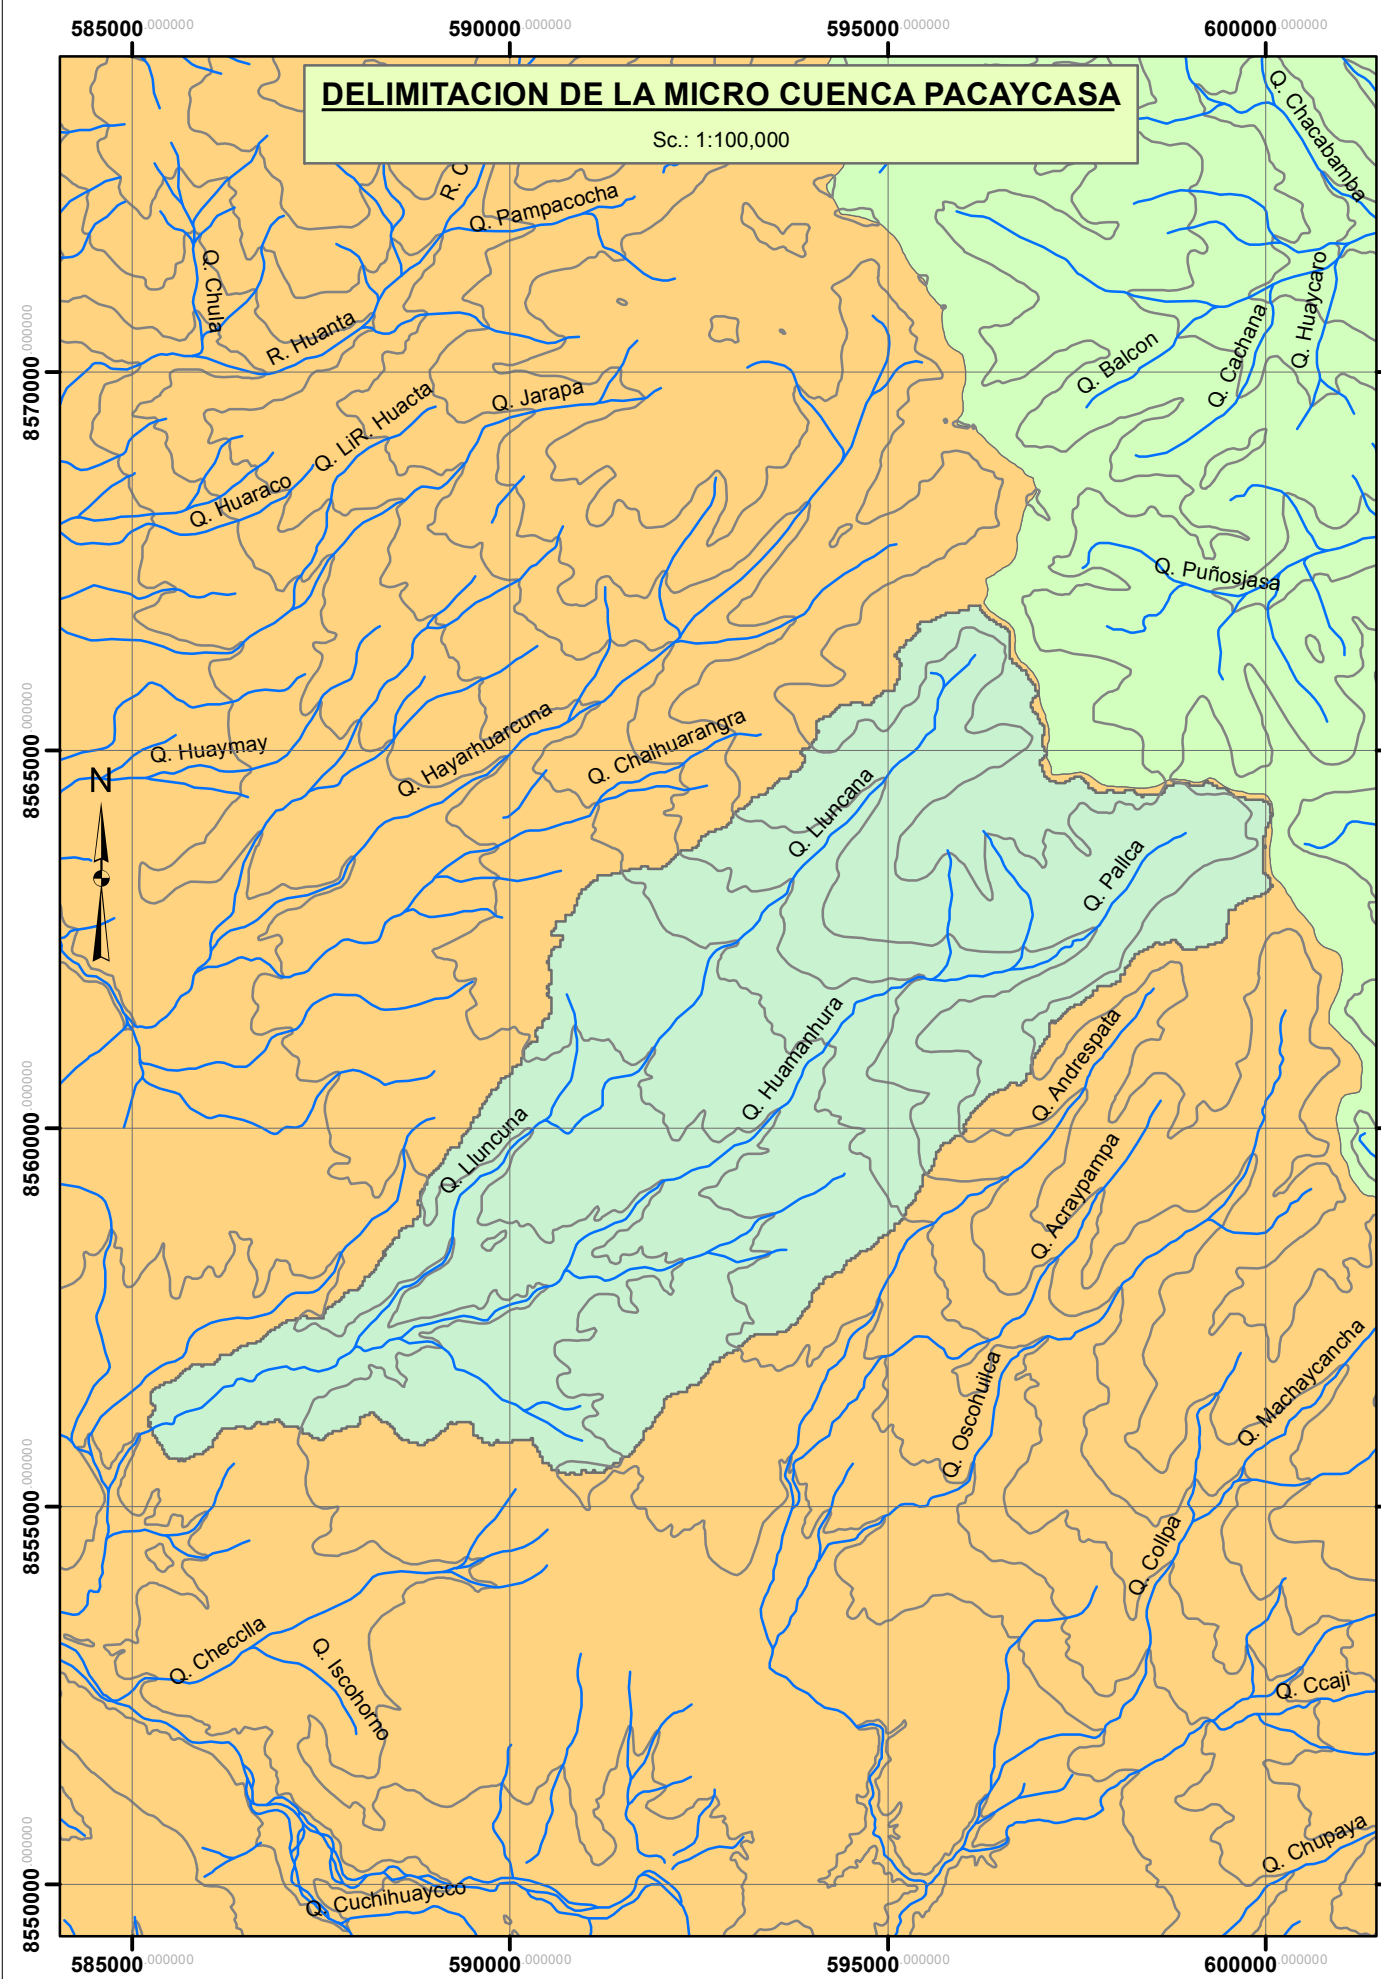 585000.000000 590000.000000 595000.000000 600000.000000
DELIMITACION DE LA MICRO CUENCA PACAYCASA
Sc.: 1:100,000
Q. Chacabamba
R. C
Q. Pampacocha
Q. Chula
R. Huanta
Q. Huaycaro
Q. Cachana
Q. Balcon
8570000.000000
Q. Jarapa
Q. LiR. Huacta
Q. Huaraco
Q. Puñosjasa
Q. Hayarhuarcuna
Q. Chalhuarangra
Q. Huaymay
8565000.000000
N
Q. Lluncana
Q. Pallca
Q. Huamanhura
Q. Andrespata
8560000.000000
Q. Lluncuna
Q. Acraypampa
Q. Machaycancha
Q. Oscohuilca
8555000.000000
Q. Collpa
Q. Checclla
Q. Iscohorno
Q. Ccaji
Q. Chupaya
8550000.000000
Q. Cuchihuaycco
585000.000000 590000.000000 595000.000000 600000.000000